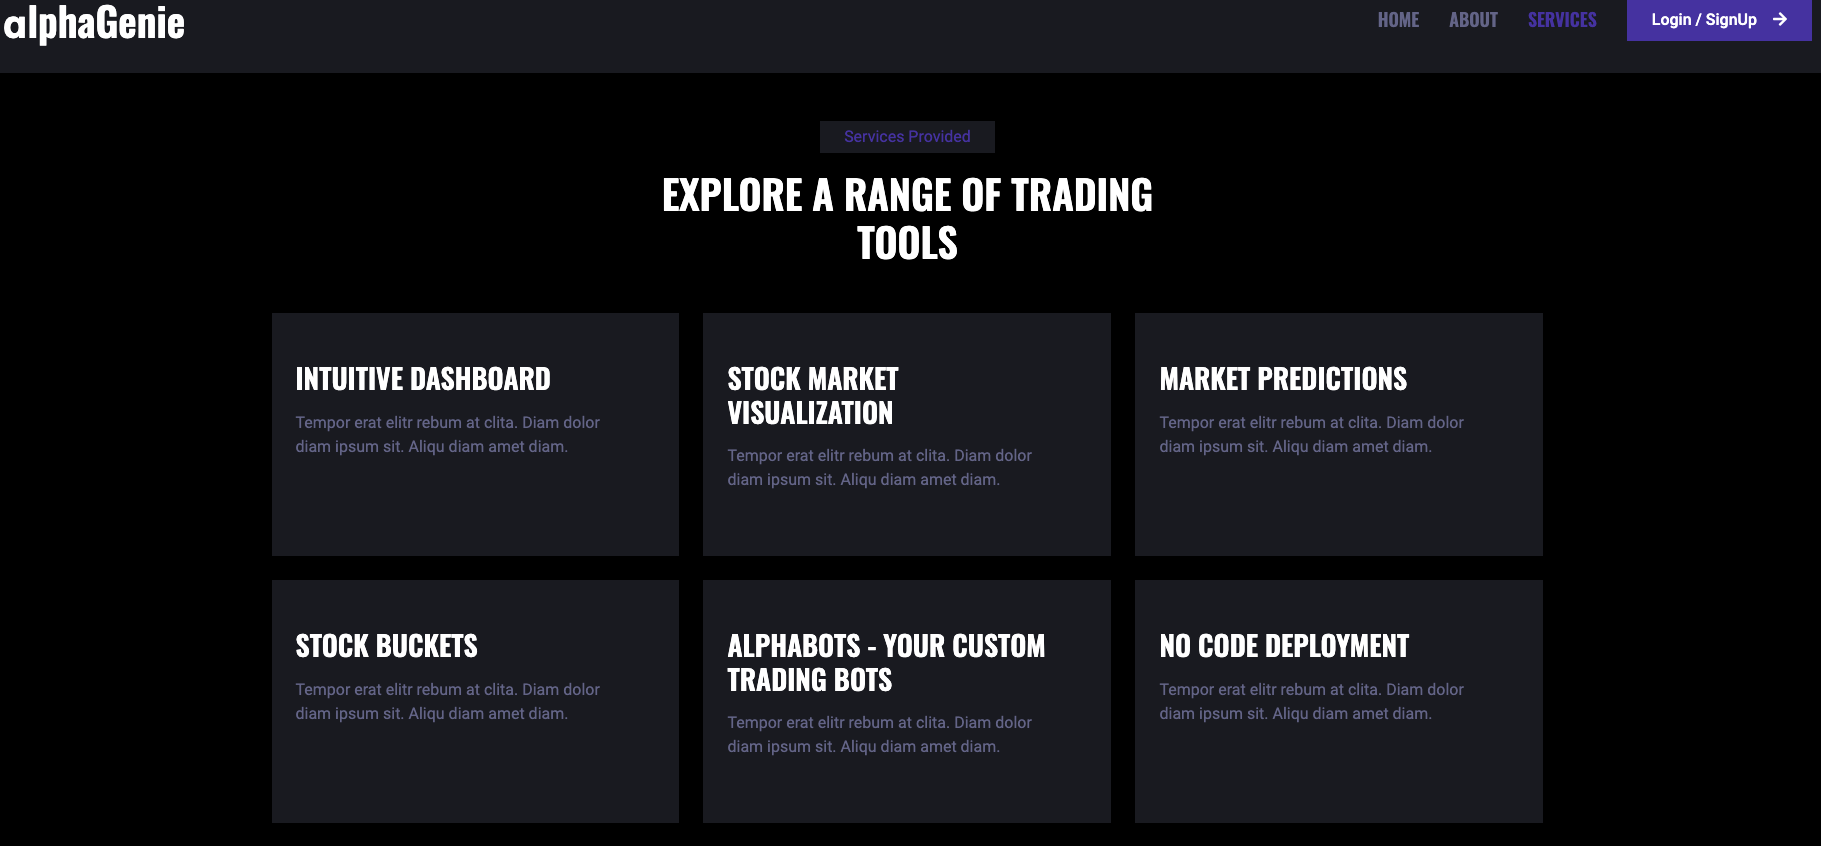 alphaGenie
HOME ABOUT SERVICES Login / SignUp →
Services Provided
EXPLORE A RANGE OF TRADING
TOOLS
INTUITIVE DASHBOARD
Tempor erat elitr rebum at clita. Diam dolor
diam ipsum sit. Aliqu diam amet diam.
STOCK MARKET
VISUALIZATION
Tempor erat elitr rebum at clita. Diam dolor
diam ipsum sit. Aliqu diam amet diam.
MARKET PREDICTIONS
Tempor erat elitr rebum at clita. Diam dolor
diam ipsum sit. Aliqu diam amet diam.
STOCK BUCKETS
Tempor erat elitr rebum at clita. Diam dolor
diam ipsum sit. Aliqu diam amet diam.
ALPHABOTS - YOUR CUSTOM
TRADING BOTS
Tempor erat elitr rebum at clita. Diam dolor
diam ipsum sit. Aliqu diam amet diam.
NO CODE DEPLOYMENT
Tempor erat elitr rebum at clita. Diam dolor
diam ipsum sit. Aliqu diam amet diam.